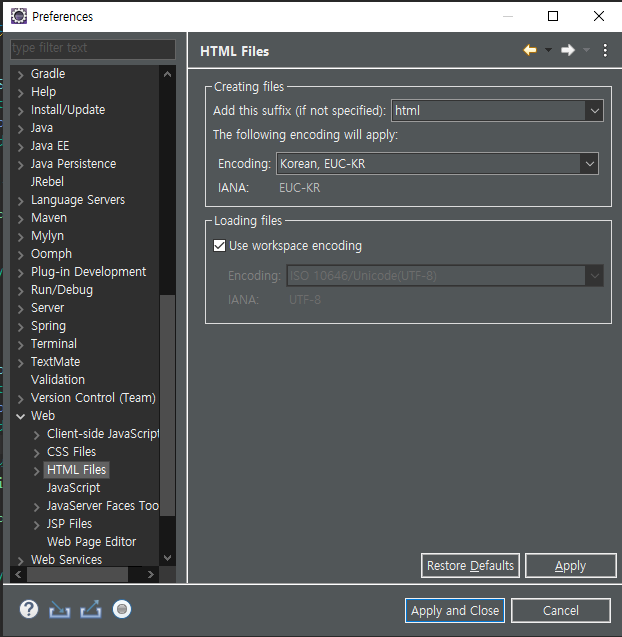 Preferences
type filter text
HTML Files
Gradle
Help
Install/Update
Java
Java EE
Java Persistence
JRebel
Language Servers
Maven
Mylyn
Oomph
Plug-in Development
Run/Debug
Server
Spring
Terminal
TextMate
Validation
Version Control (Team)
Web
Client-side JavaScript
CSS Files
HTML Files
JavaScript
JavaServer Faces Too
JSP Files
Web Page Editor
Web Services
Creating files
Add this suffix (if not specified): html
The following encoding will apply:
Encoding: Korean, EUC-KR
IANA: EUC-KR
Loading files
Use workspace encoding
Encoding: ISO 10646/Unicode(UTF-8)
IANA: UTF-8
Restore Defaults Apply
? Apply and Close Cancel